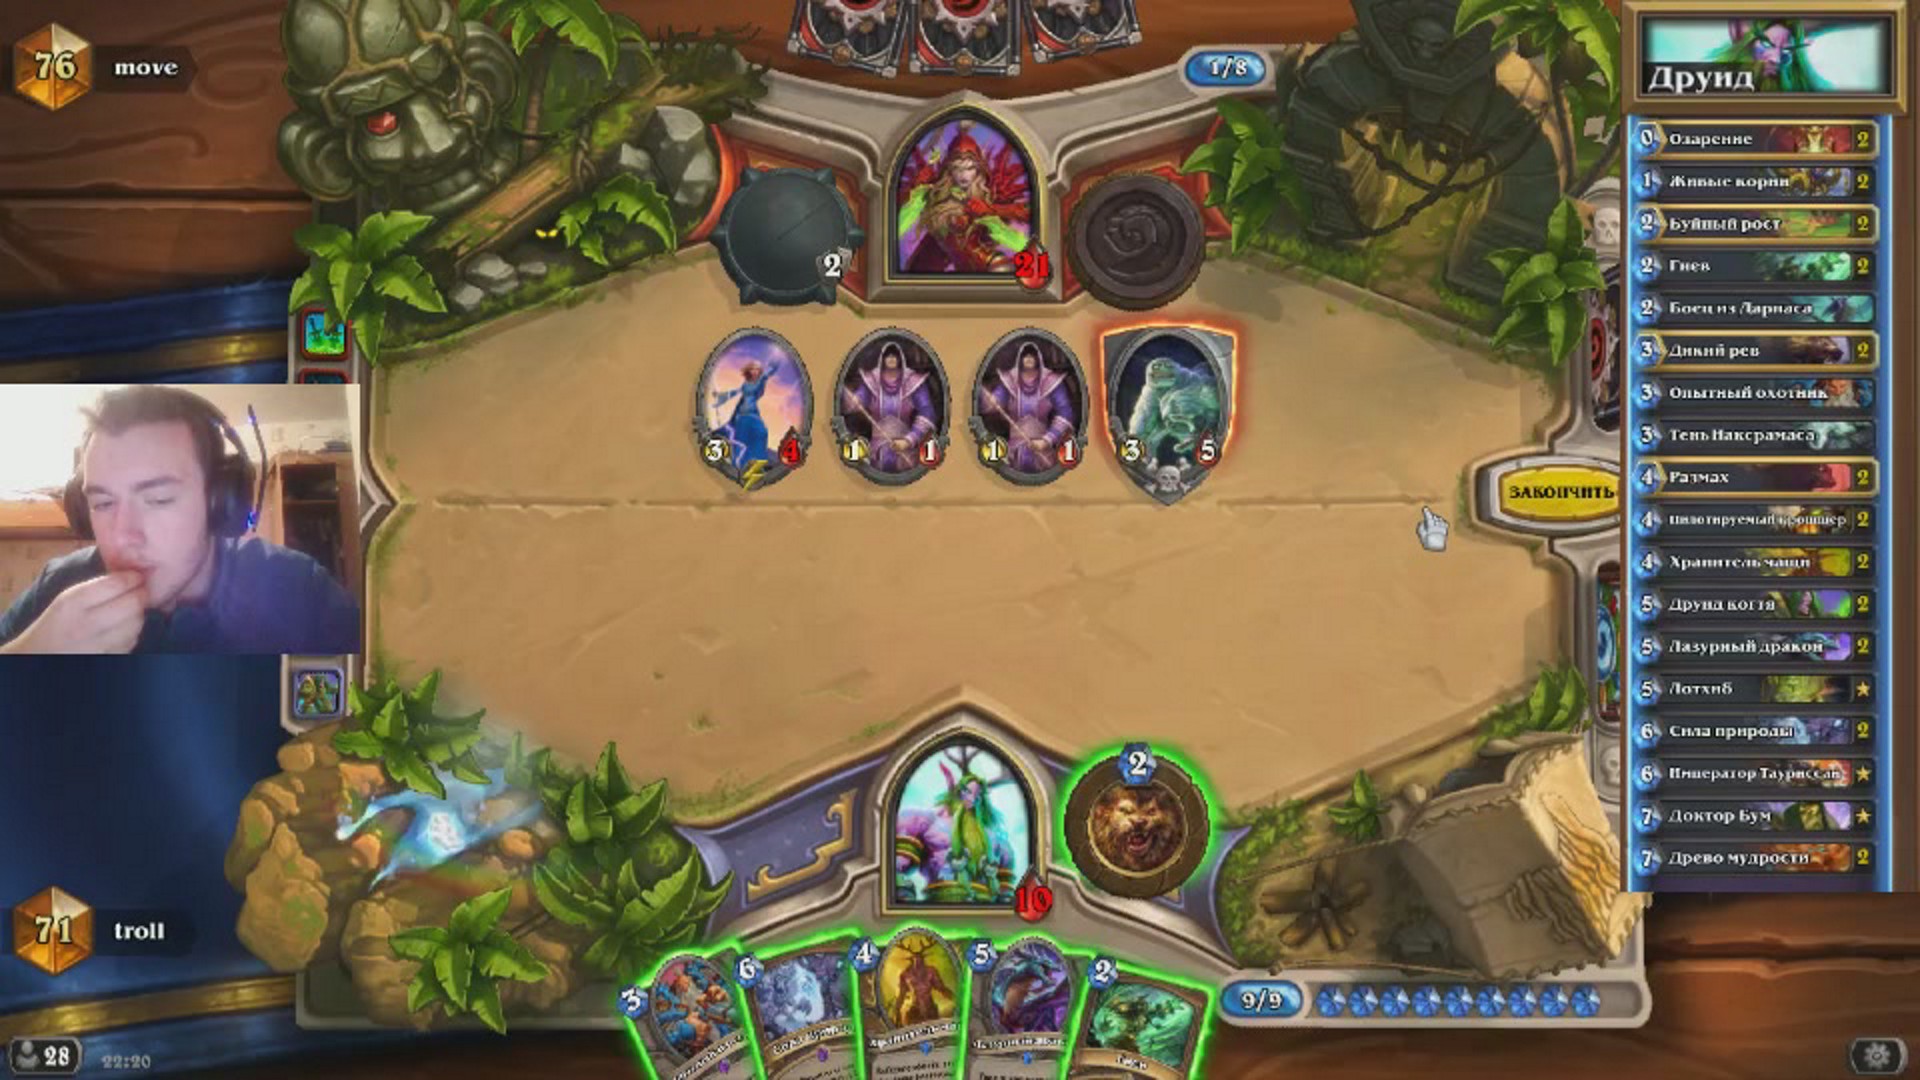 76 move
1/8
Друид
0 Озарение 2
1 Живые корни 2
2 Буйный рост 2
2 Гнев 2
2 Боец из Дарнаса
3 Дикий рев 2
3 Опытный охотник
3 Тень Наксрамаса
4 Размах 2
4 Пилотируемый крошшер 2
4 Хранитель чащи 2
5 Друид когтя 2
5 Лазурный дракон 2
5 Лотхиб
6 Сила природы 2
6 Император Тауриссан
7 Доктор Бум
7 Древо мудрости 2
2
21
3 4
1 1
1 1
3 5
ЗАКОНЧИТЬ
2
10
71 troll
3
6
4
5
2
Гнев
9/9
28 22:20